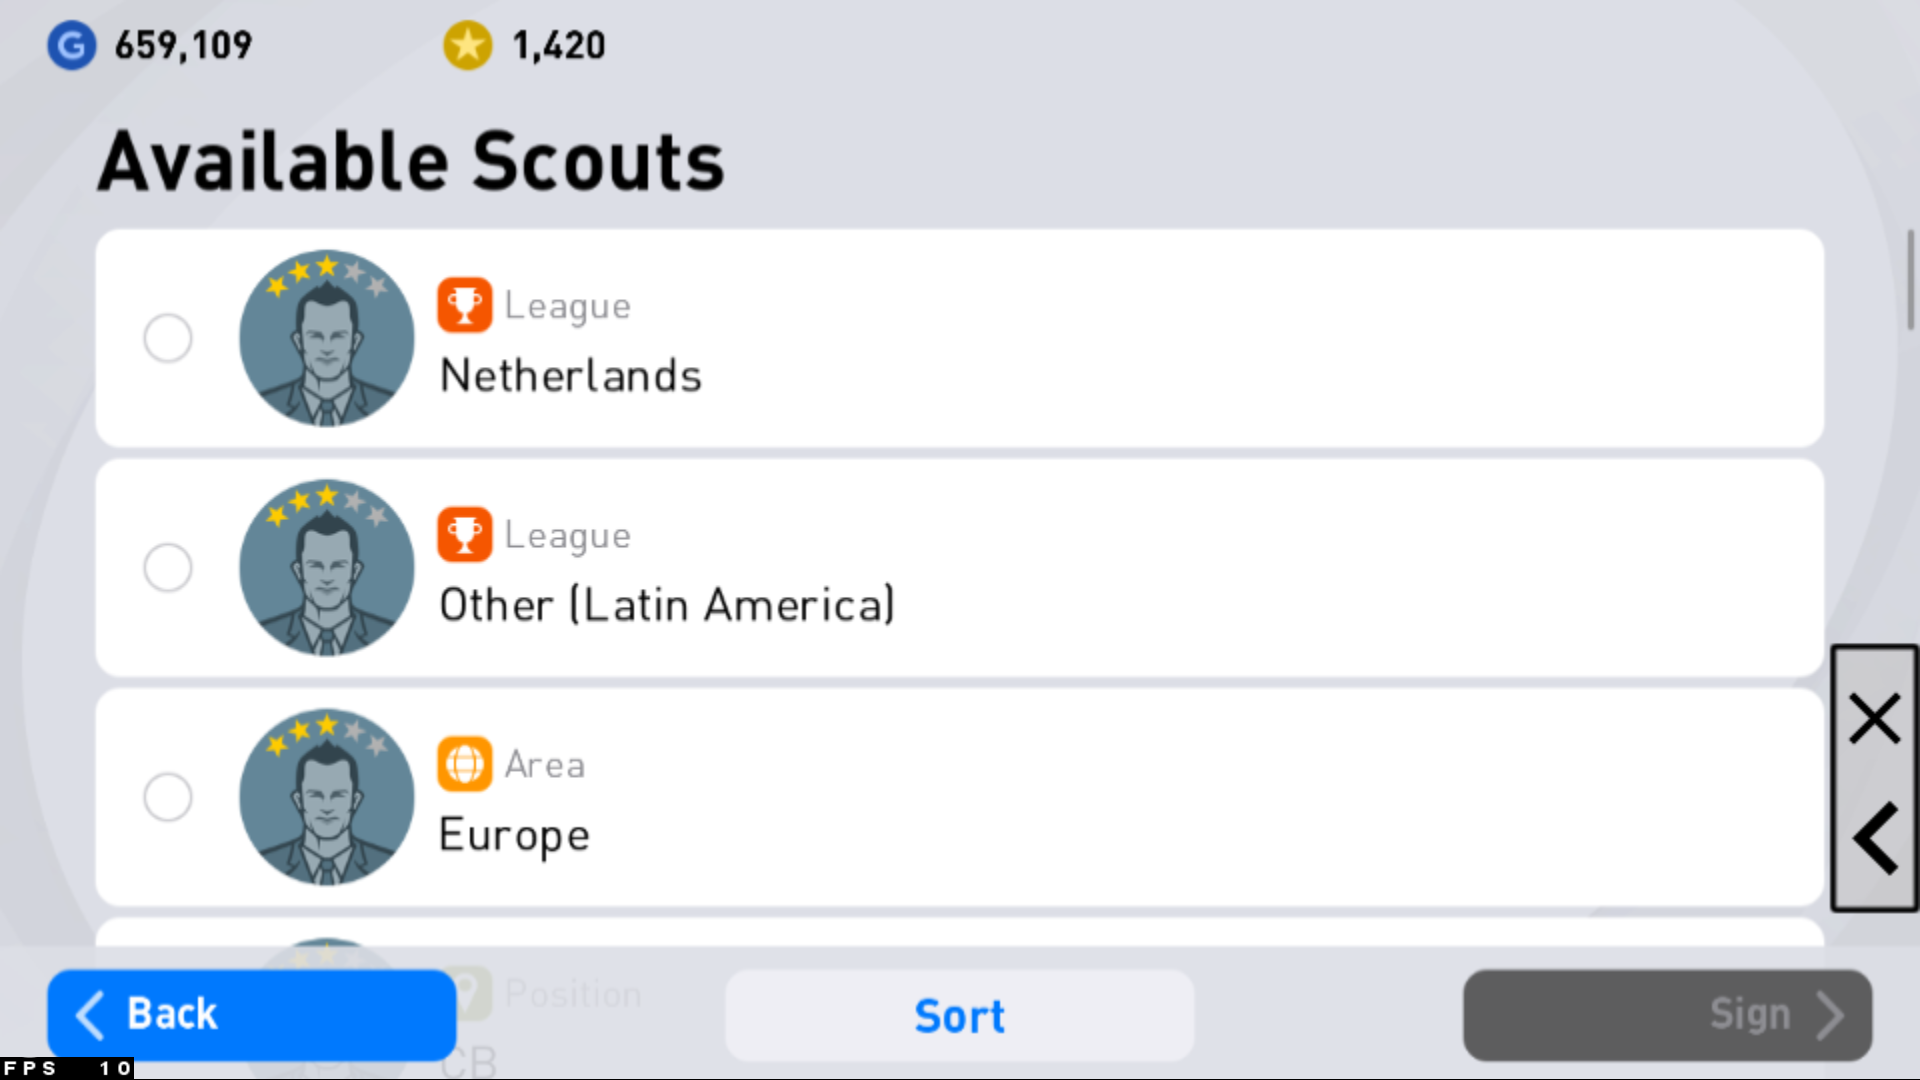 G 659,109 1,420
Available Scouts
League
Netherlands
League
Other (Latin America)
Area
Europe
Position
CB
Back
Sort
Sign
FPS 10